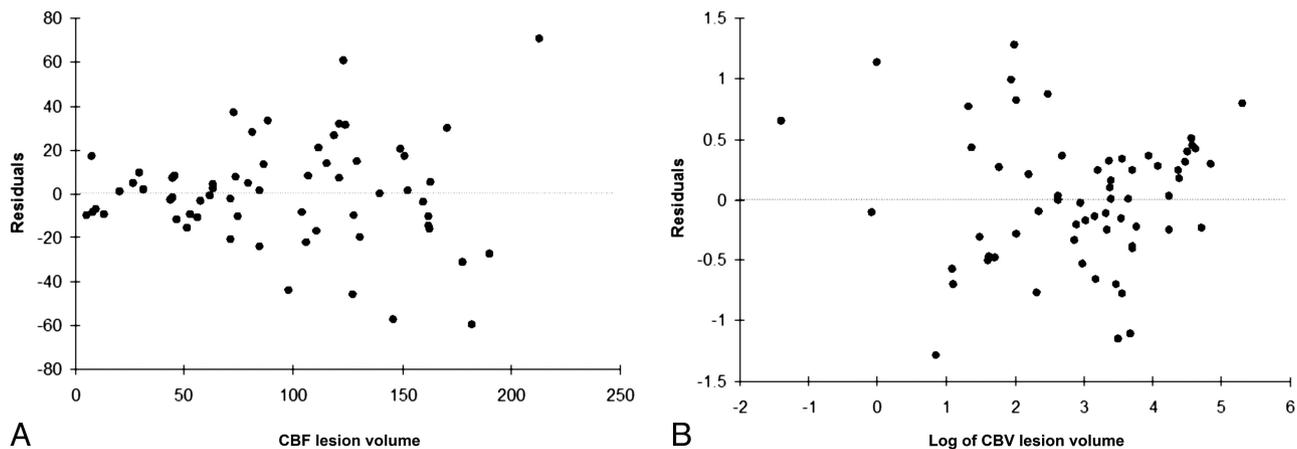 80
60
40
20
0
-20
-40
-60
-80
Residuals
0 50 100 150 200 250
CBF lesion volume
A
1.5
1
0.5
0
-0.5
-1
-1.5
Residuals
-2 -1 0 1 2 3 4 5 6
Log of CBV lesion volume
B